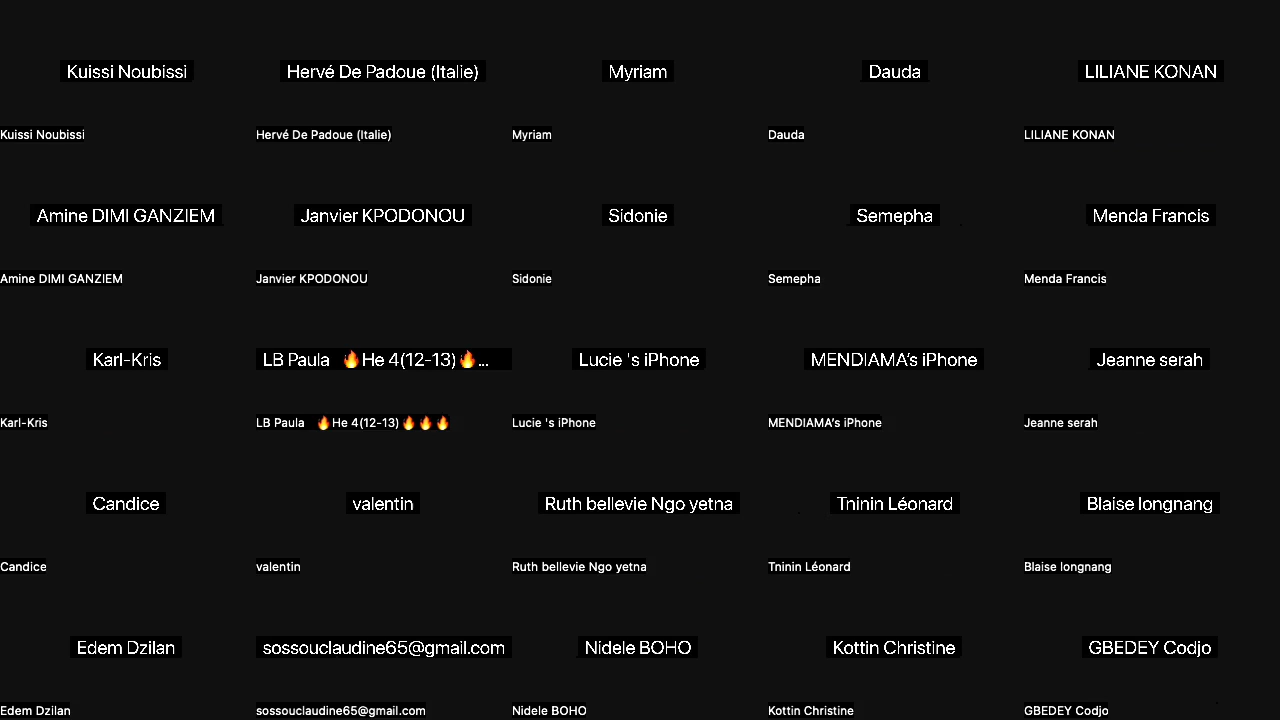 Kuissi Noubissi
Hervé De Padoue (Italie)
Myriam
Dauda
LILIANE KONAN
Kuissi Noubissi
Hervé De Padoue (Italie)
Myriam
Dauda
LILIANE KONAN
Amine DIMI GANZIEM
Janvier KPODONOU
Sidonie
Semepha
Menda Francis
Amine DIMI GANZIEM
Janvier KPODONOU
Sidonie
Semepha
Menda Francis
Karl-Kris
LB Paula 🔥He 4(12-13)🔥...
Lucie 's iPhone
MENDIAMA’s iPhone
Jeanne serah
Karl-Kris
LB Paula 🔥He 4(12-13)🔥🔥🔥
Lucie 's iPhone
MENDIAMA’s iPhone
Jeanne serah
Candice
valentin
Ruth bellevie Ngo yetna
Tninin Léonard
Blaise longnang
Candice
valentin
Ruth bellevie Ngo yetna
Tninin Léonard
Blaise longnang
Edem Dzilan
sossouclaudine65@gmail.com
Nidele BOHO
Kottin Christine
GBEDEY Codjo
Edem Dzilan
sossouclaudine65@gmail.com
Nidele BOHO
Kottin Christine
GBEDEY Codjo